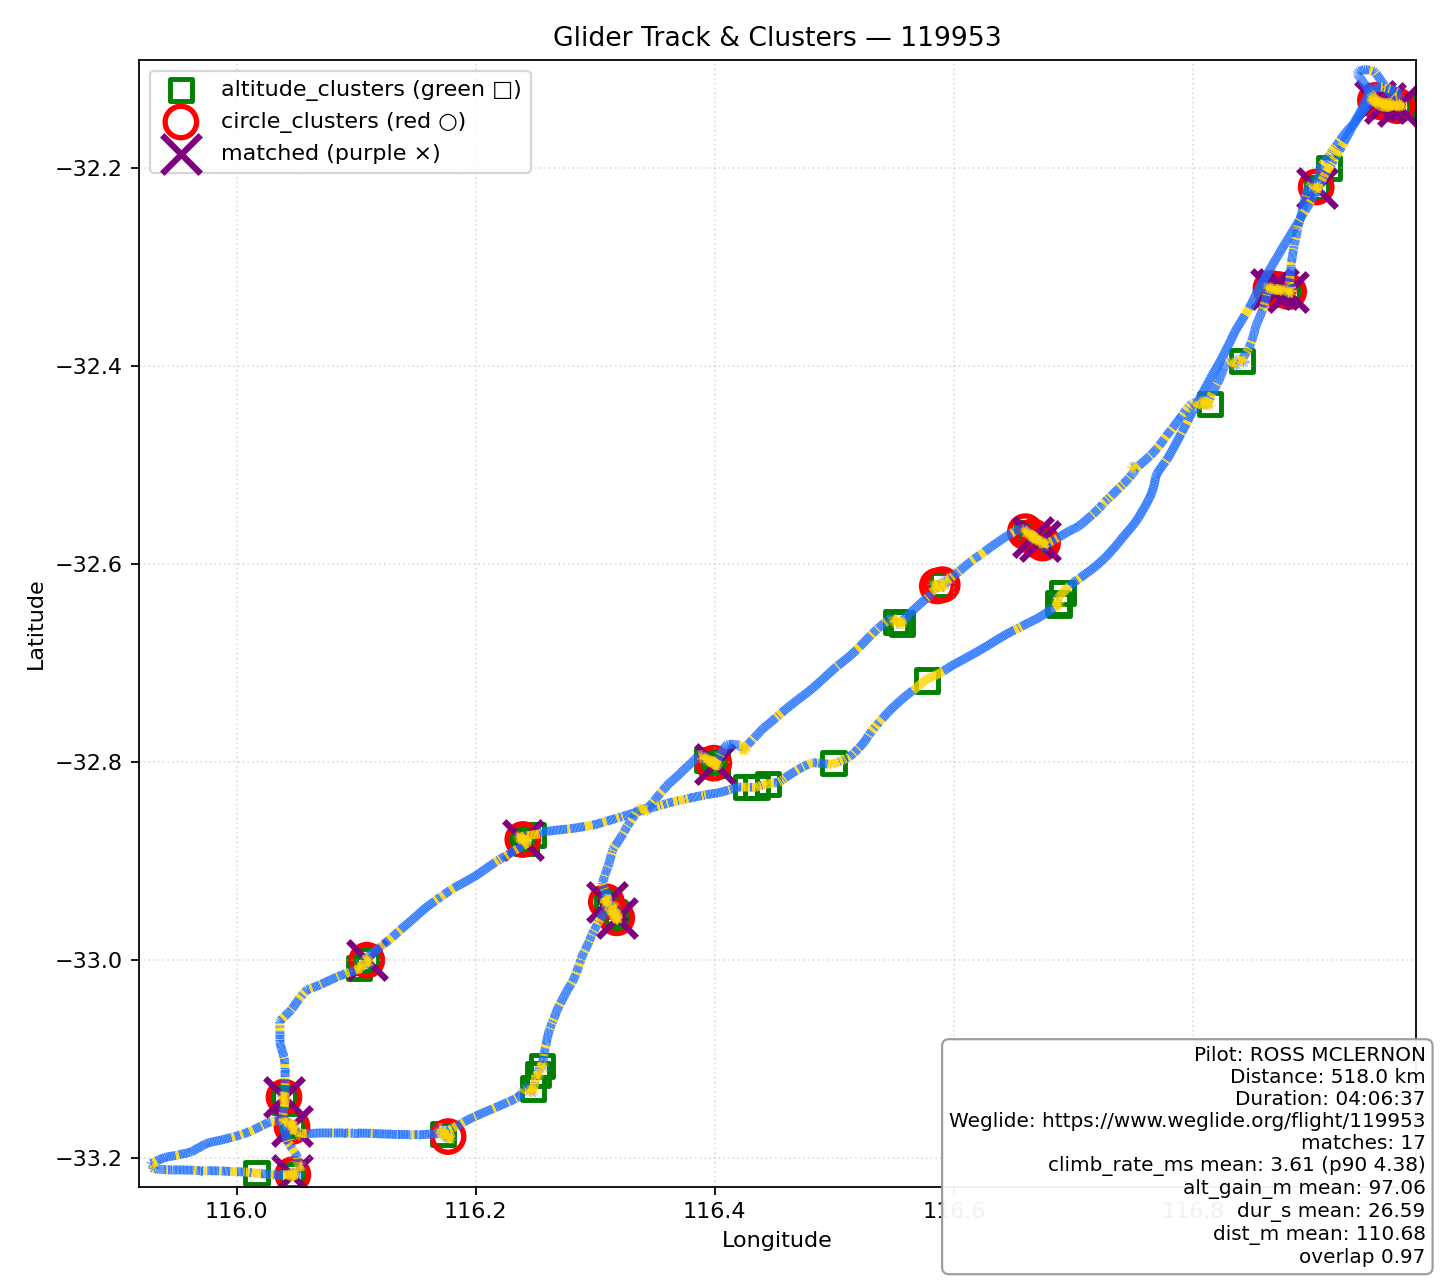 Glider Track & Clusters — 119953
altitude_clusters (green □)
circle_clusters (red ○)
matched (purple ×)
−32.2
−32.4
−32.6
−32.8
−33.0
−33.2
Latitude
116.0
116.2
116.4
116.6
116.8
Longitude
Pilot: ROSS MCLERNON
Distance: 518.0 km
Duration: 04:06:37
Weglide: https://www.weglide.org/flight/119953
matches: 17
climb_rate_ms mean: 3.61 (p90 4.38)
alt_gain_m mean: 97.06
dur_s mean: 26.59
dist_m mean: 110.68
overlap 0.97